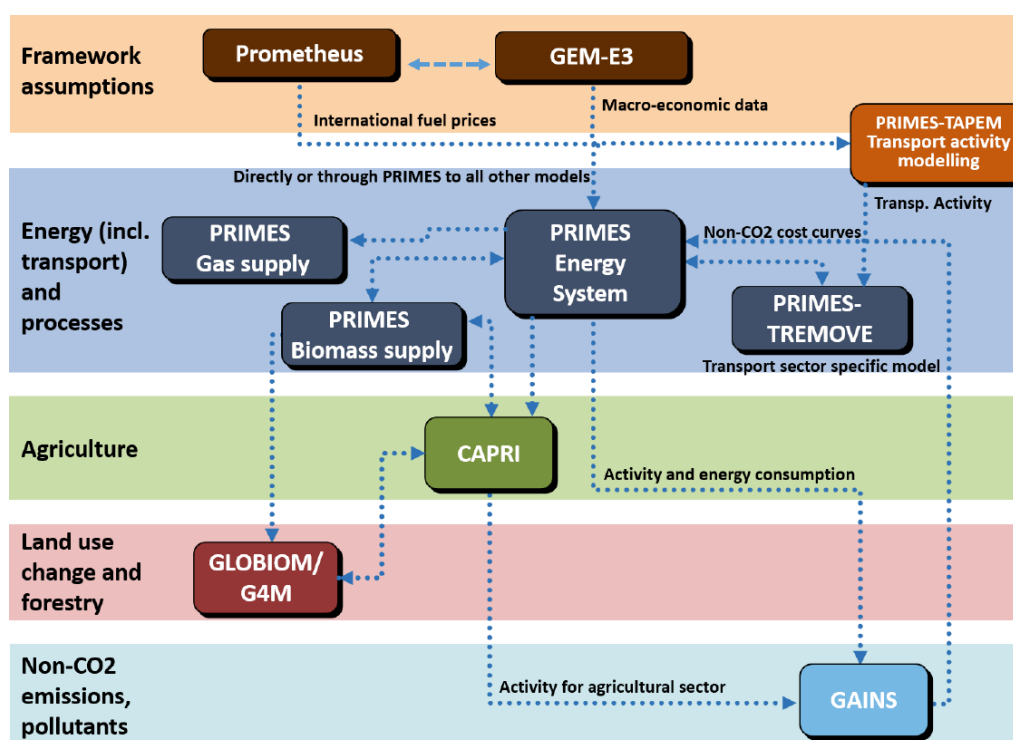 Framework
assumptions
Prometheus
GEM-E3
Macro-economic data
International fuel prices
PRIMES-TAPEM
Transport activity
modelling
Directly or through PRIMES to all other models
Transp. Activity
Energy (incl.
transport)
and
processes
PRIMES
Gas supply
PRIMES
Energy
System
Non-CO2 cost curves
PRIMES
Biomass supply
PRIMES-
TREMOVE
Transport sector specific model
Agriculture
CAPRI
Activity and energy consumption
Land use
change and
forestry
GLOBIOM/
G4M
Non-CO2
emissions,
pollutants
Activity for agricultural sector
GAINS